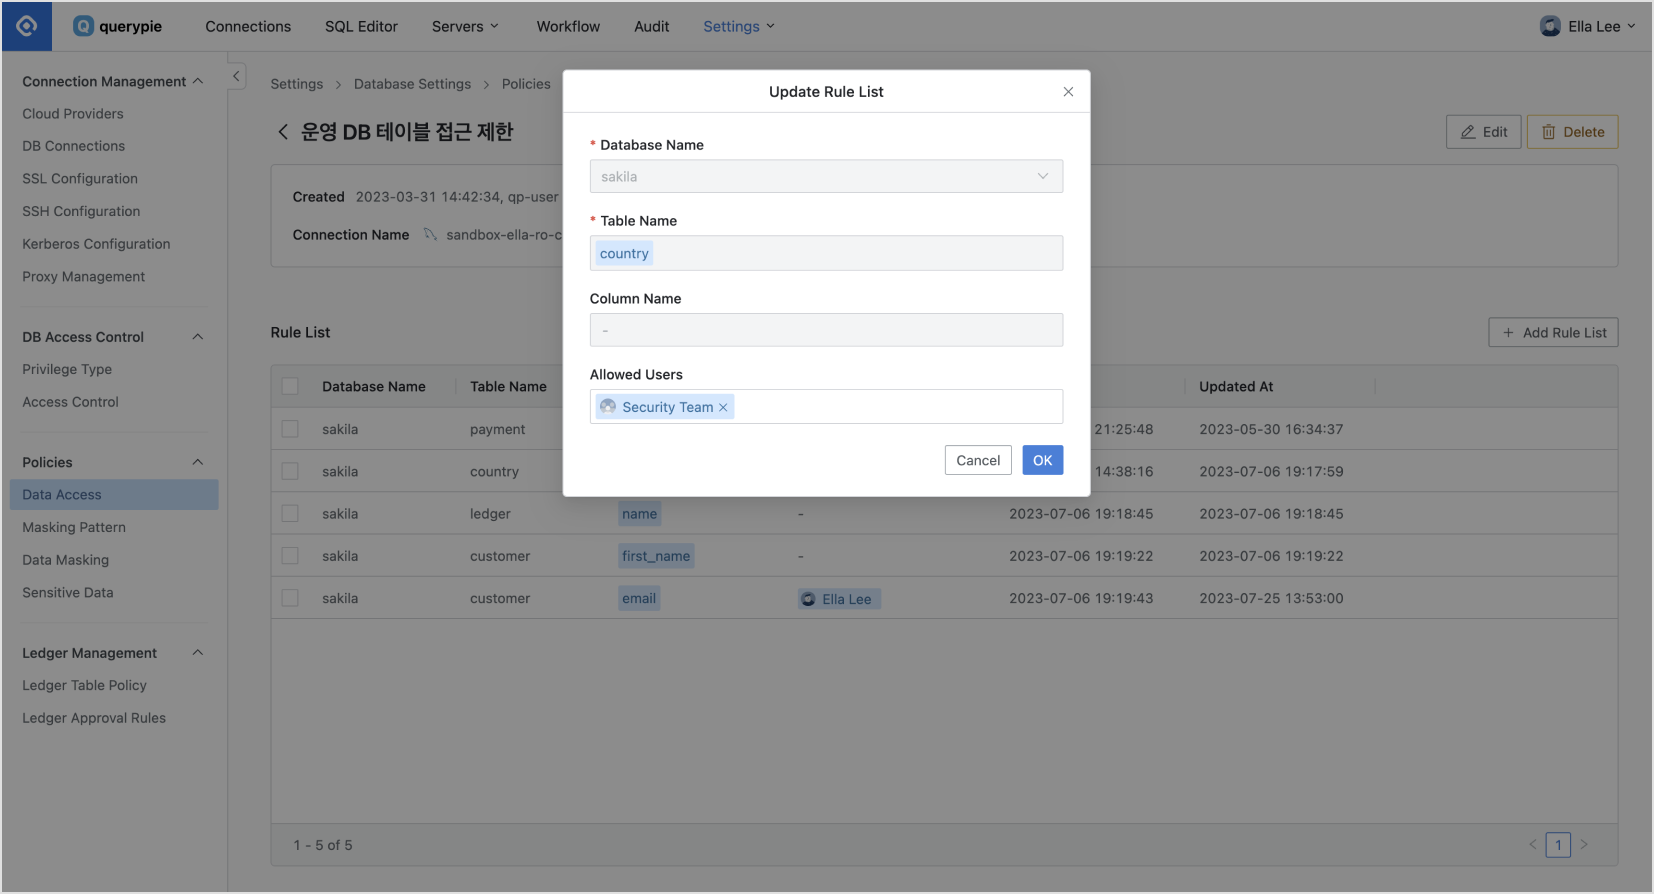 querypie
Connections
SQL Editor
Servers
Workflow
Audit
Settings
Ella Lee
Connection Management
Cloud Providers
DB Connections
SSL Configuration
SSH Configuration
Kerberos Configuration
Proxy Management
DB Access Control
Privilege Type
Access Control
Policies
Data Access
Masking Pattern
Data Masking
Sensitive Data
Ledger Management
Ledger Table Policy
Ledger Approval Rules
Settings > Database Settings > Policies
운영 DB 테이블 접근 제한
Edit
Delete
Created 2023-03-31 14:42:34, qp-user
Connection Name sandbox-ella-ro-c
Rule List
+ Add Rule List
Database Name Table Name Updated At
sakila payment 21:25:48 2023-05-30 16:34:37
sakila country 14:38:16 2023-07-06 19:17:59
sakila ledger name - 2023-07-06 19:18:45 2023-07-06 19:18:45
sakila customer first_name - 2023-07-06 19:19:22 2023-07-06 19:19:22
sakila customer email Ella Lee 2023-07-06 19:19:43 2023-07-25 13:53:00
1 - 5 of 5
< 1 >
Update Rule List
* Database Name
sakila
* Table Name
country
Column Name
-
Allowed Users
Security Team
Cancel
OK